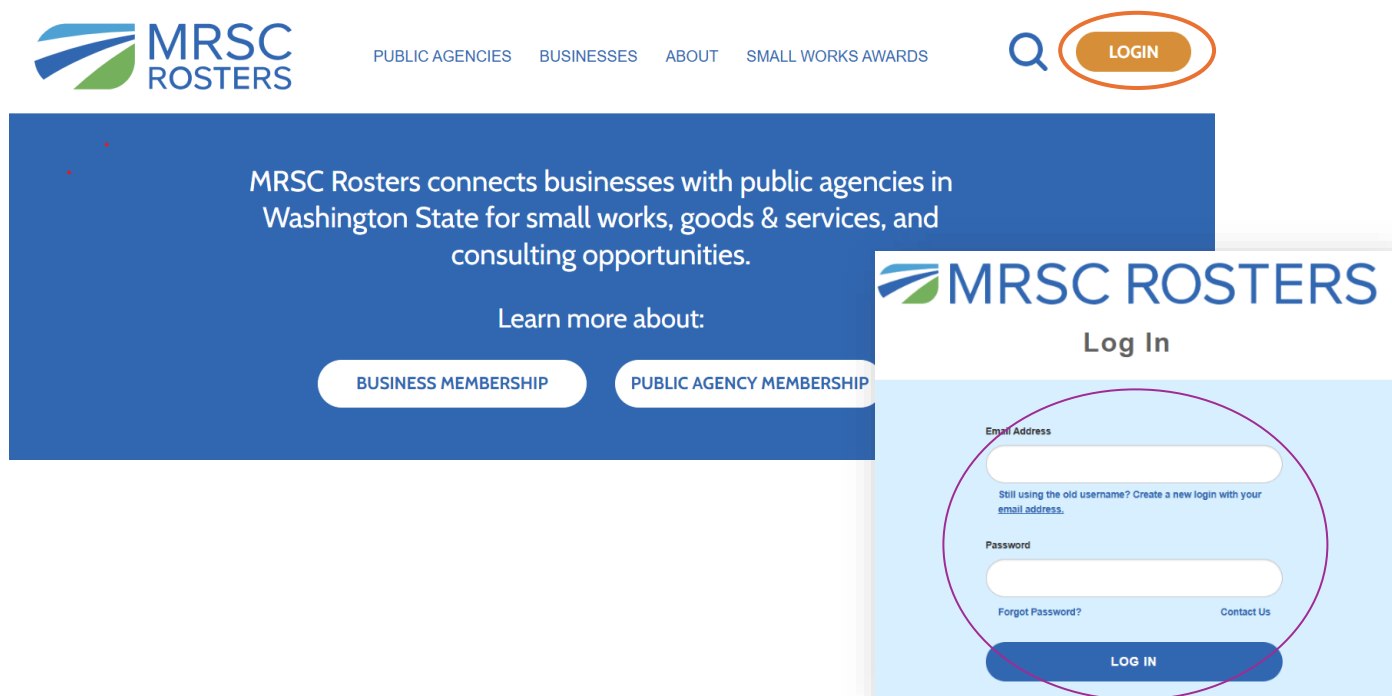 MRSC
ROSTERS
PUBLIC AGENCIES BUSINESSES ABOUT SMALL WORKS AWARDS
LOGIN
MRSC Rosters connects businesses with public agencies in
Washington State for small works, goods & services, and
consulting opportunities.
Learn more about:
BUSINESS MEMBERSHIP
PUBLIC AGENCY MEMBERSHIP
MRSC ROSTERS
Log In
Email Address
Still using the old username? Create a new login with your
email address.
Password
Forgot Password? Contact Us
LOG IN